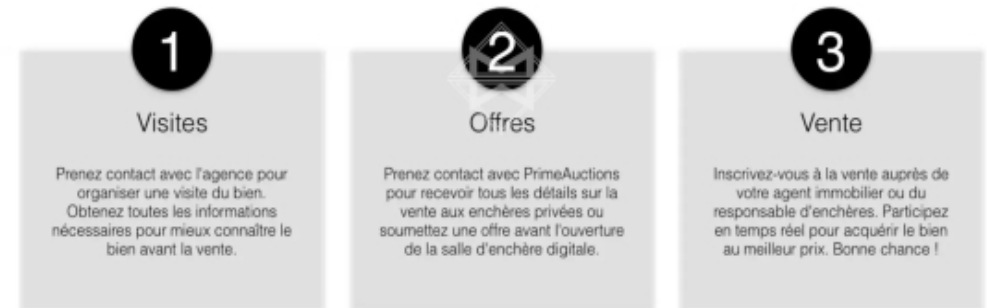 1
Visites
Prenez contact avec l'agence pour
organiser une visite du bien.
Obtenez toutes les informations
nécessaires pour mieux connaître le
bien avant la vente.
2
Offres
Prenez contact avec PrimeAuctions
pour recevoir tous les détails sur la
vente aux enchères privées ou
soumettez une offre avant l'ouverture
de la salle d'enchère digitale.
3
Vente
Inscrivez-vous à la vente auprès de
votre agent immobilier ou du
responsable d'enchères. Participez
en temps réel pour acquérir le bien
au meilleur prix. Bonne chance !